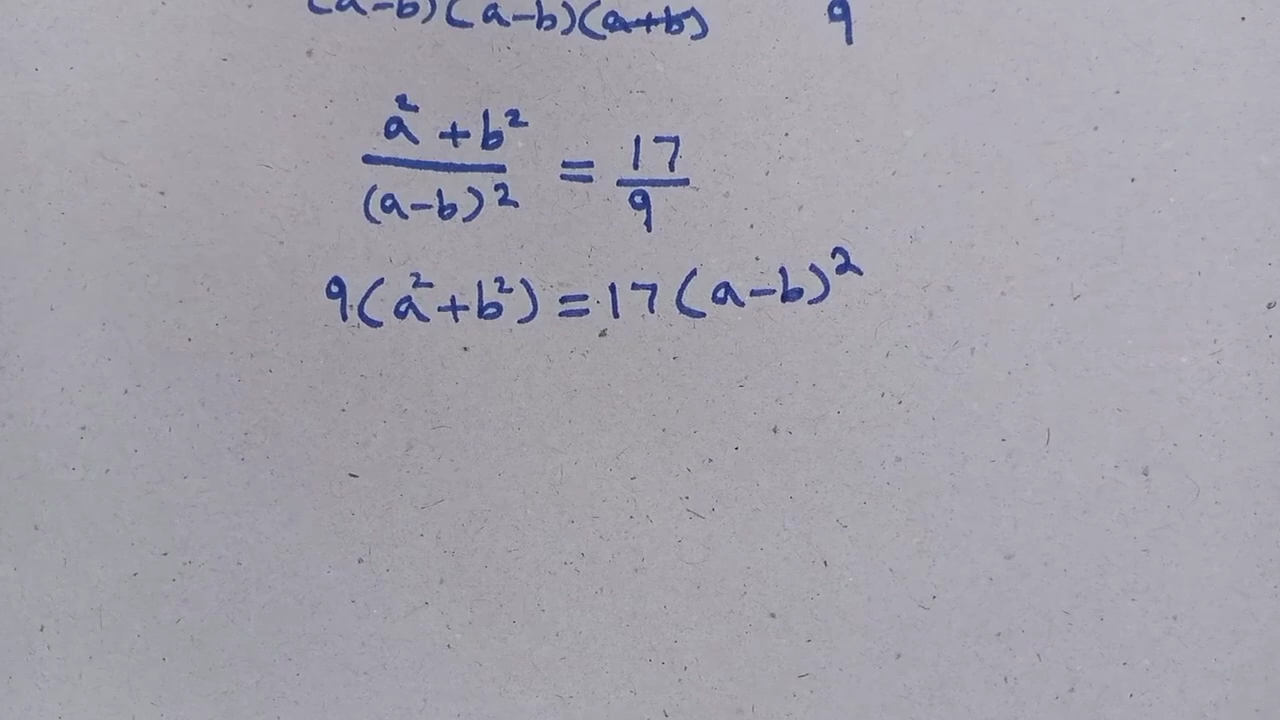 (a-b)(a-b)(a+b) 9
a² + b² / (a-b)² = 17 / 9
9(a²+b²) = 17(a-b)²